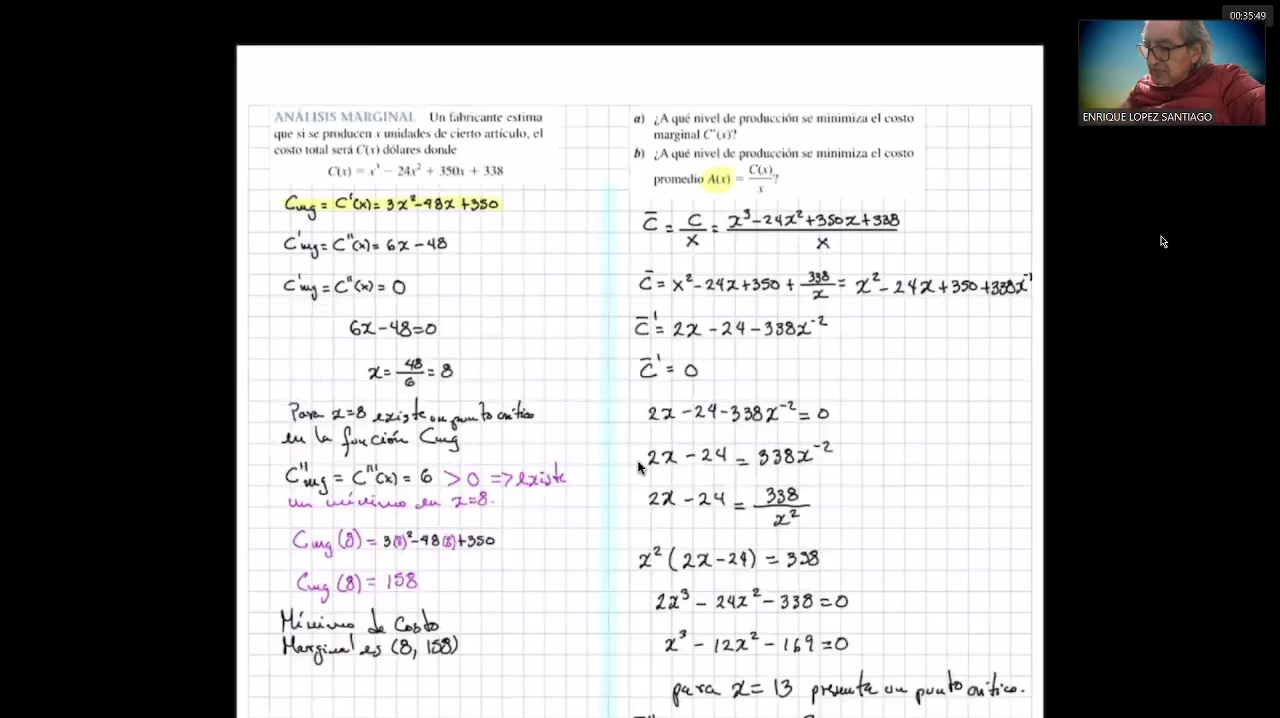 00:35:49
ENRIQUE LOPEZ SANTIAGO
ANÁLISIS MARGINAL Un fabricante estima
que si se producen x unidades de cierto artículo, el
costo total será C(x) dólares donde
C(x) = x³ − 24x² + 350x + 338
Cmg = C'(x) = 3x²-48x+350
C'mg = C''(x) = 6x-48
C'mg = C''(x) = 0
6x-48=0
x = 48/6 = 8
Para x=8 existe un punto crítico
en la función Cmg
C''mg = C'''(x) = 6 >0 => existe
un mínimo en x=8.
Cmg (8) = 3(8)²-48(8)+350
Cmg (8) = 158
Mínimo de Costo
Marginal es (8, 158)
a) ¿A qué nivel de producción se minimiza el costo
marginal C'(x)?
b) ¿A qué nivel de producción se minimiza el costo
promedio A(x) = C(x)/x ?
C̄ = C/x = x³-24x²+350x+338/x
C̄ = x²-24x+350 + 338/x = x²-24x+350+338x⁻¹
C̄' = 2x-24-338x⁻²
C̄' = 0
2x-24-338x⁻² = 0
2x-24 = 338x⁻²
2x-24 = 338/x²
x²(2x-24) = 338
2x³ - 24x² - 338 = 0
x³ - 12x² - 169 = 0
para x= 13 presenta un punto crítico.